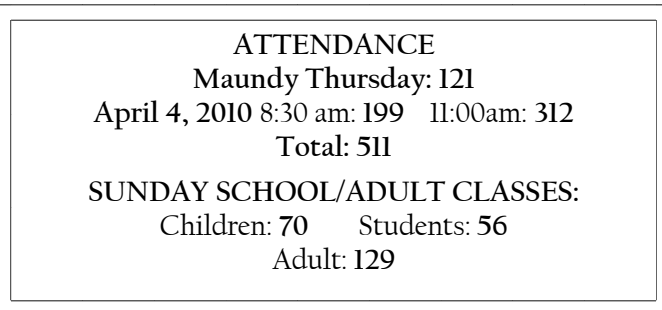 ATTENDANCE
Maundy Thursday: 121
April 4, 2010 8:30 am: 199 11:00am: 312
Total: 511
SUNDAY SCHOOL/ADULT CLASSES:
Children: 70 Students: 56
Adult: 129